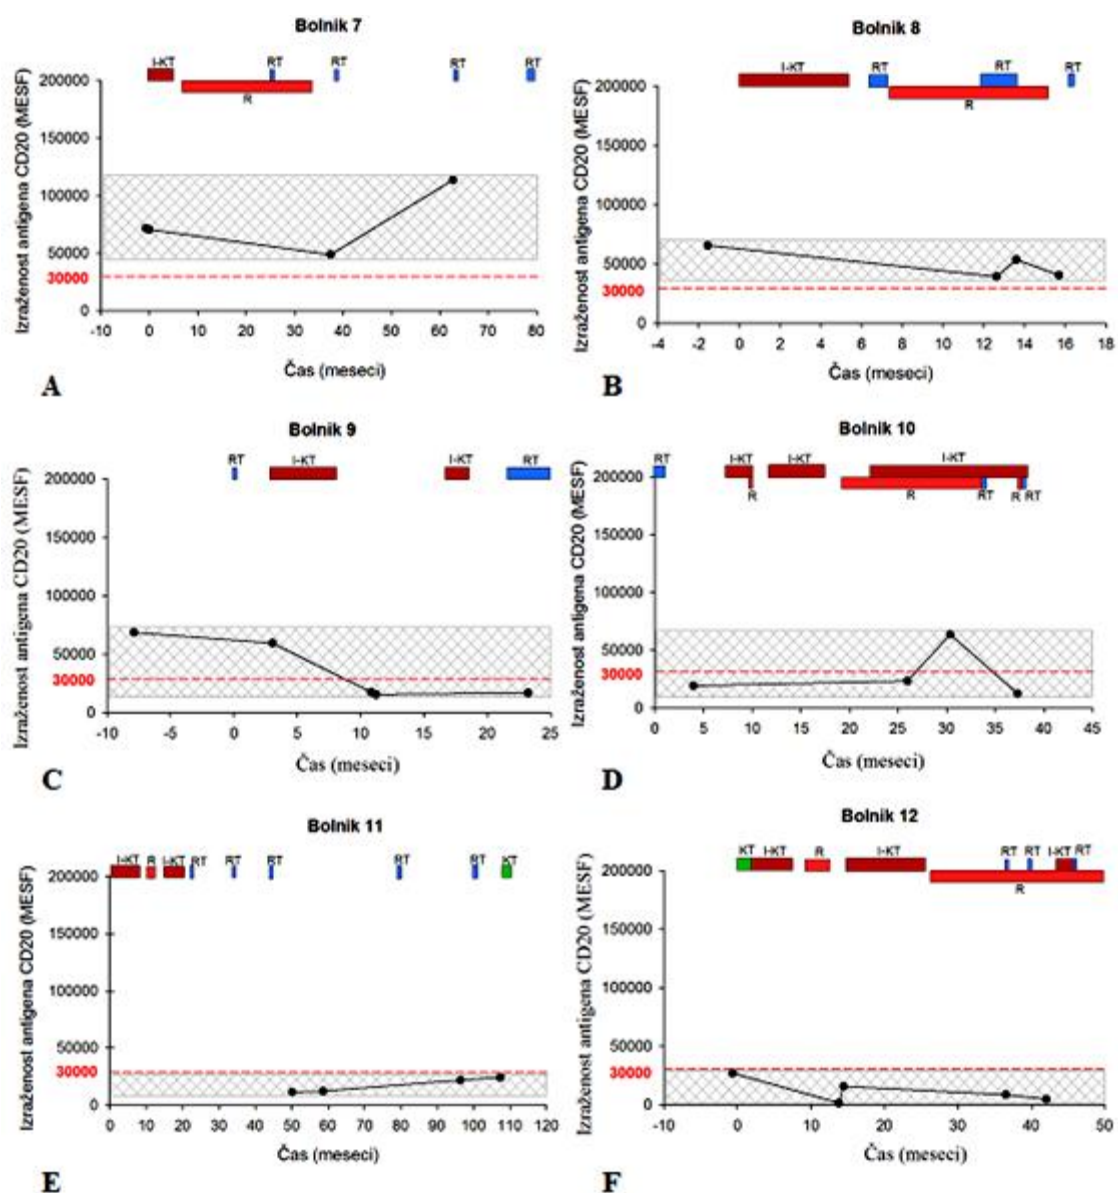 Bolnik 7
I-KT RT RT RT RT
R
Izraženost antigena CD20 (MESF)
200000
150000
100000
50000
30000
0
-10 0 10 20 30 40 50 60 70 80
Čas (meseci)
A
Bolnik 8
I-KT RT RT RT
R
Izraženost antigena CD20 (MESF)
200000
150000
100000
50000
30000
0
-4 -2 0 2 4 6 8 10 12 14 16 18
Čas (meseci)
B
Bolnik 9
RT I-KT I-KT RT
Izraženost antigena CD20 (MESF)
200000
150000
100000
50000
30000
0
-10 -5 0 5 10 15 20 25
Čas (meseci)
C
Bolnik 10
RT I-KT I-KT I-KT
R R RT R RT
Izraženost antigena CD20 (MESF)
200000
150000
100000
50000
30000
0
0 5 10 15 20 25 30 35 40 45
Čas (meseci)
D
Bolnik 11
I-KT R I-KT RT RT RT RT RT KT
Izraženost antigena CD20 (MESF)
200000
150000
100000
50000
30000
0
0 10 20 30 40 50 60 70 80 90 100 110 120
Čas (meseci)
E
Bolnik 12
KT I-KT R I-KT RT RT I-KT RT
R
Izraženost antigena CD20 (MESF)
200000
150000
100000
50000
30000
0
-10 0 10 20 30 40 50
Čas (meseci)
F